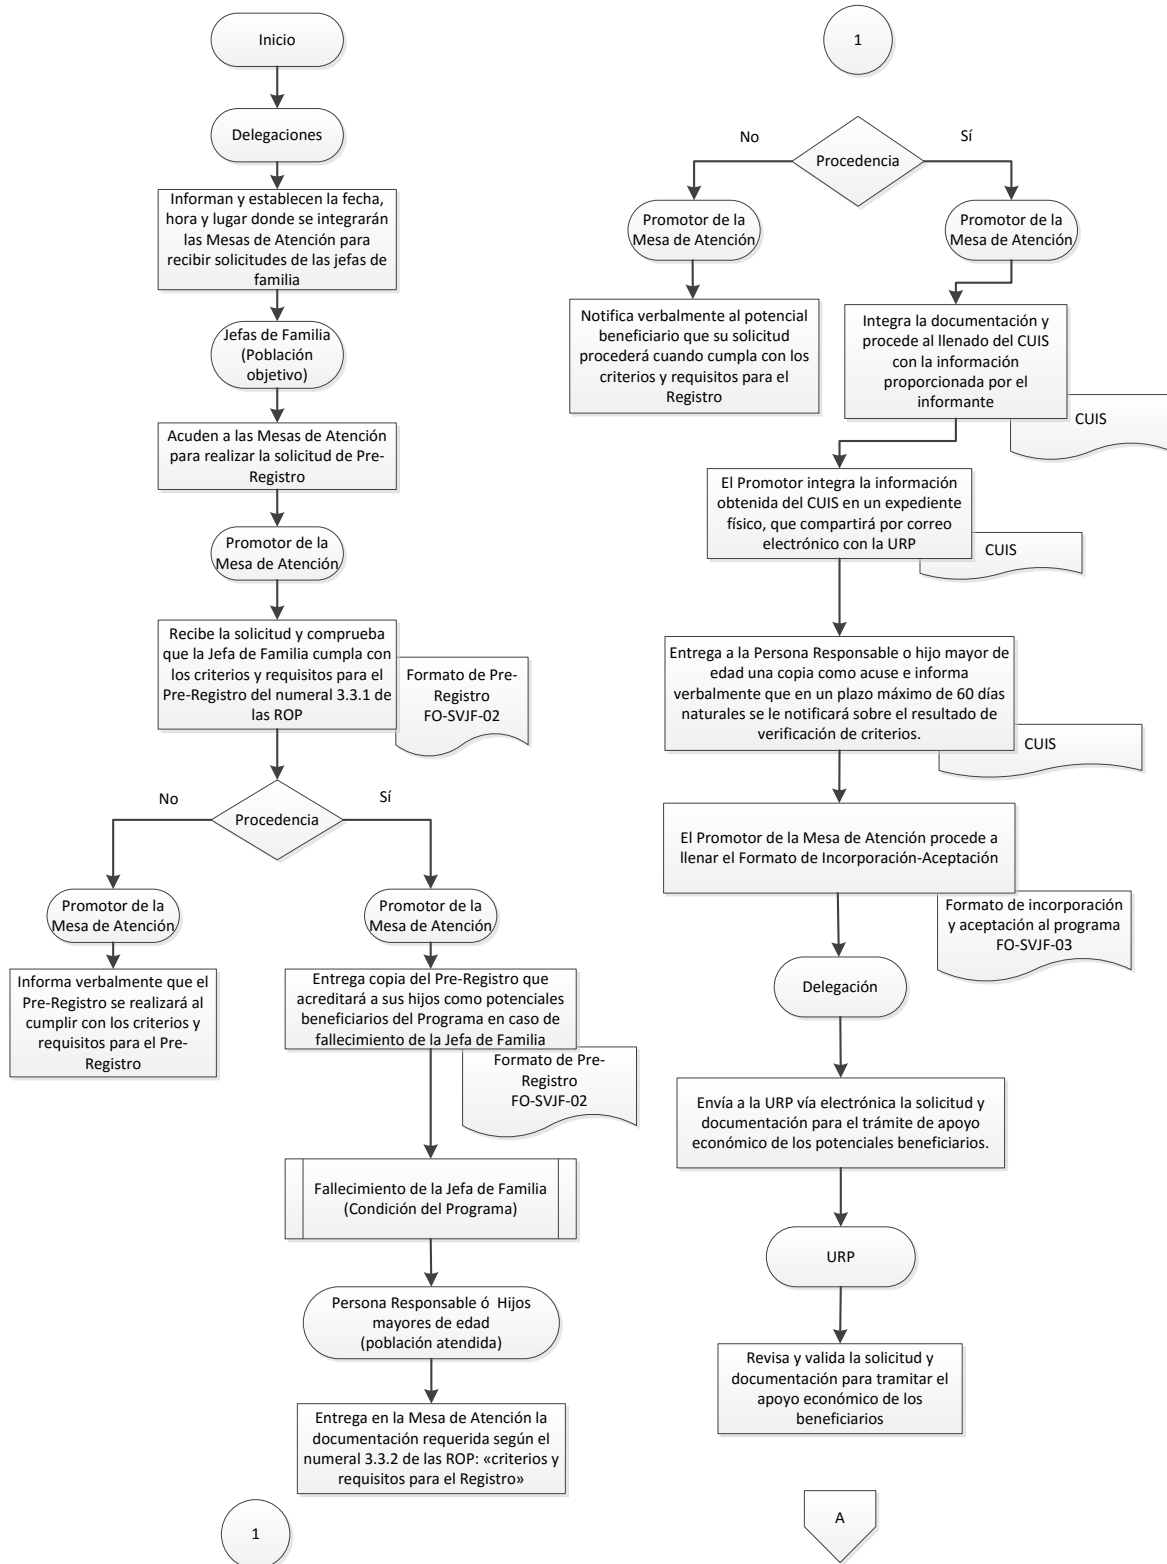 Inicio
Delegaciones
Informan y establecen la fecha,
hora y lugar donde se integrarán
las Mesas de Atención para
recibir solicitudes de las jefas de
familia
Jefas de Familia
(Población
objetivo)
Acuden a las Mesas de Atención
para realizar la solicitud de Pre-
Registro
Promotor de la
Mesa de Atención
Recibe la solicitud y comprueba
que la Jefa de Familia cumpla con
los criterios y requisitos para el
Pre-Registro del numeral 3.3.1 de
las ROP
Formato de Pre-
Registro
FO-SVJF-02
No
Procedencia
Sí
Promotor de la
Mesa de Atención
Informa verbalmente que el
Pre-Registro se realizará al
cumplir con los criterios y
requisitos para el Pre-
Registro
Promotor de la
Mesa de Atención
Entrega copia del Pre-Registro que
acreditará a sus hijos como potenciales
beneficiarios del Programa en caso de
fallecimiento de la Jefa de Familia
Formato de Pre-
Registro
FO-SVJF-02
Fallecimiento de la Jefa de Familia
(Condición del Programa)
Persona Responsable ó Hijos
mayores de edad
(población atendida)
Entrega en la Mesa de Atención la
documentación requerida según el
numeral 3.3.2 de las ROP: «criterios y
requisitos para el Registro»
1
1
No
Procedencia
Sí
Promotor de la
Mesa de Atención
Notifica verbalmente al potencial
beneficiario que su solicitud
procederá cuando cumpla con los
criterios y requisitos para el
Registro
Promotor de la
Mesa de Atención
Integra la documentación y
procede al llenado del CUIS
con la información
proporcionada por el
informante
CUIS
El Promotor integra la información
obtenida del CUIS en un expediente
físico, que compartirá por correo
electrónico con la URP
CUIS
Entrega a la Persona Responsable o hijo mayor de
edad una copia como acuse e informa
verbalmente que en un plazo máximo de 60 días
naturales se le notificará sobre el resultado de
verificación de criterios.
CUIS
El Promotor de la Mesa de Atención procede a
llenar el Formato de Incorporación-Aceptación
Formato de incorporación
y aceptación al programa
FO-SVJF-03
Delegación
Envía a la URP vía electrónica la solicitud y
documentación para el trámite de apoyo
económico de los potenciales beneficiarios.
URP
Revisa y valida la solicitud y
documentación para tramitar el
apoyo económico de los
beneficiarios
A